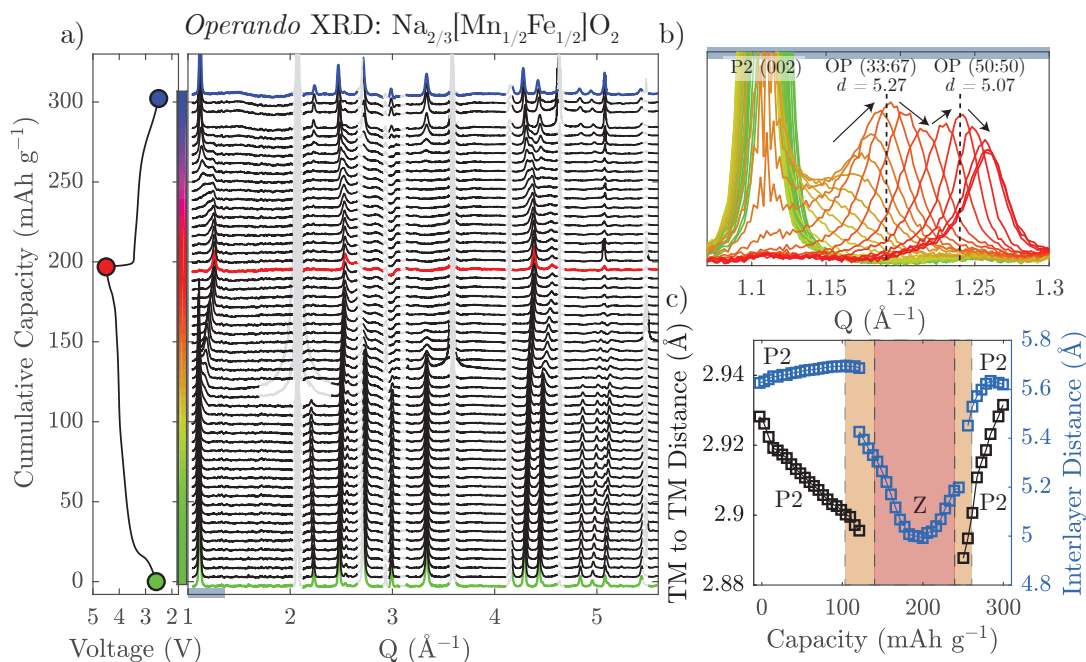 Operando XRD: Na2/3[Mn1/2Fe1/2]O2
a)
300
250
200
150
100
50
0
Cumulative Capacity (mAh g−1)
5 4 3 2
Voltage (V)
1 2 3 4 5
Q (Å−1)
b)
P2 (002)
OP (33:67)
d = 5.27
OP (50:50)
d = 5.07
1.1 1.15 1.2 1.25 1.3
Q (Å−1)
c)
TM to TM Distance (Å)
2.94
2.92
2.9
2.88
P2
P2
Z
P2
P2
5.8
5.6
5.4
5.2
5
4.8
Interlayer Distance (Å)
0 100 200 300
Capacity (mAh g−1)